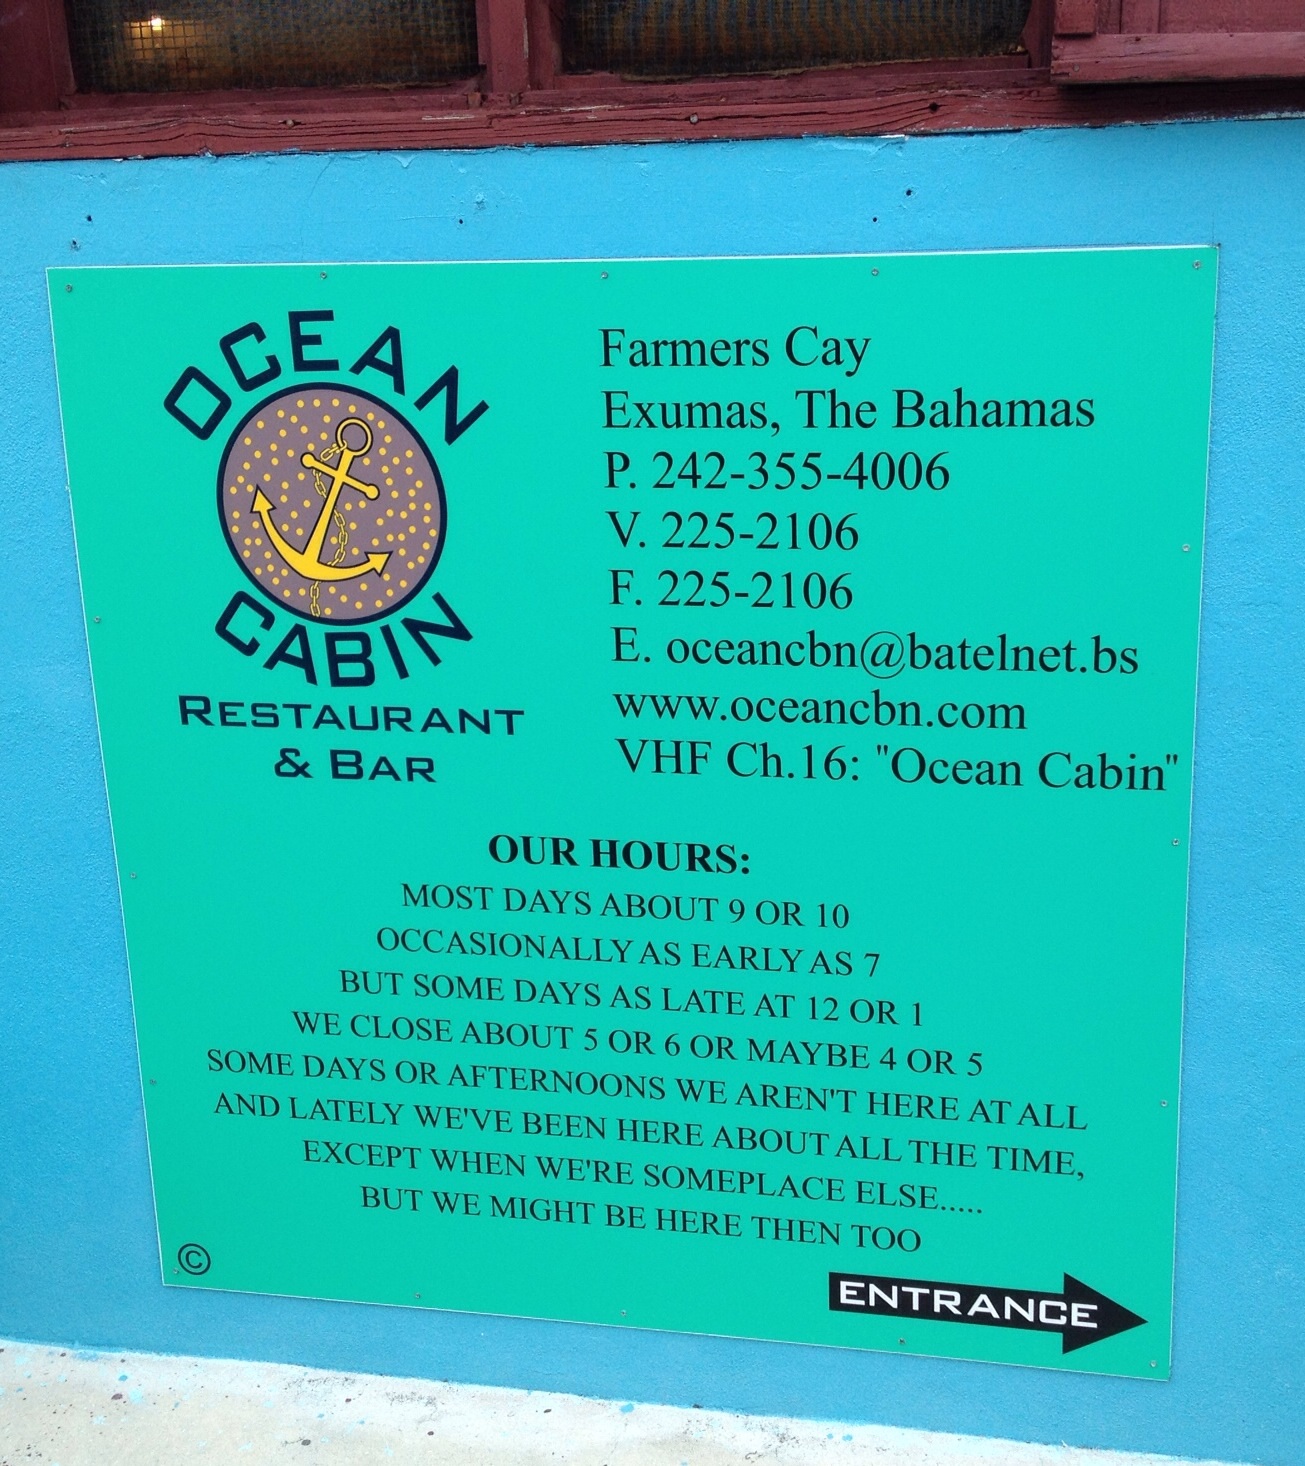 OCEAN
CABIN
RESTAURANT
& BAR
Farmers Cay
Exumas, The Bahamas
P. 242-355-4006
V. 225-2106
F. 225-2106
E. oceancbn@batelnet.bs
www.oceancbn.com
VHF Ch.16: "Ocean Cabin"
OUR HOURS:
MOST DAYS ABOUT 9 OR 10
OCCASIONALLY AS EARLY AS 7
BUT SOME DAYS AS LATE AT 12 OR 1
WE CLOSE ABOUT 5 OR 6 OR MAYBE 4 OR 5
SOME DAYS OR AFTERNOONS WE AREN'T HERE AT ALL
AND LATELY WE'VE BEEN HERE ABOUT ALL THE TIME,
EXCEPT WHEN WE'RE SOMEPLACE ELSE.....
BUT WE MIGHT BE HERE THEN TOO
©
ENTRANCE